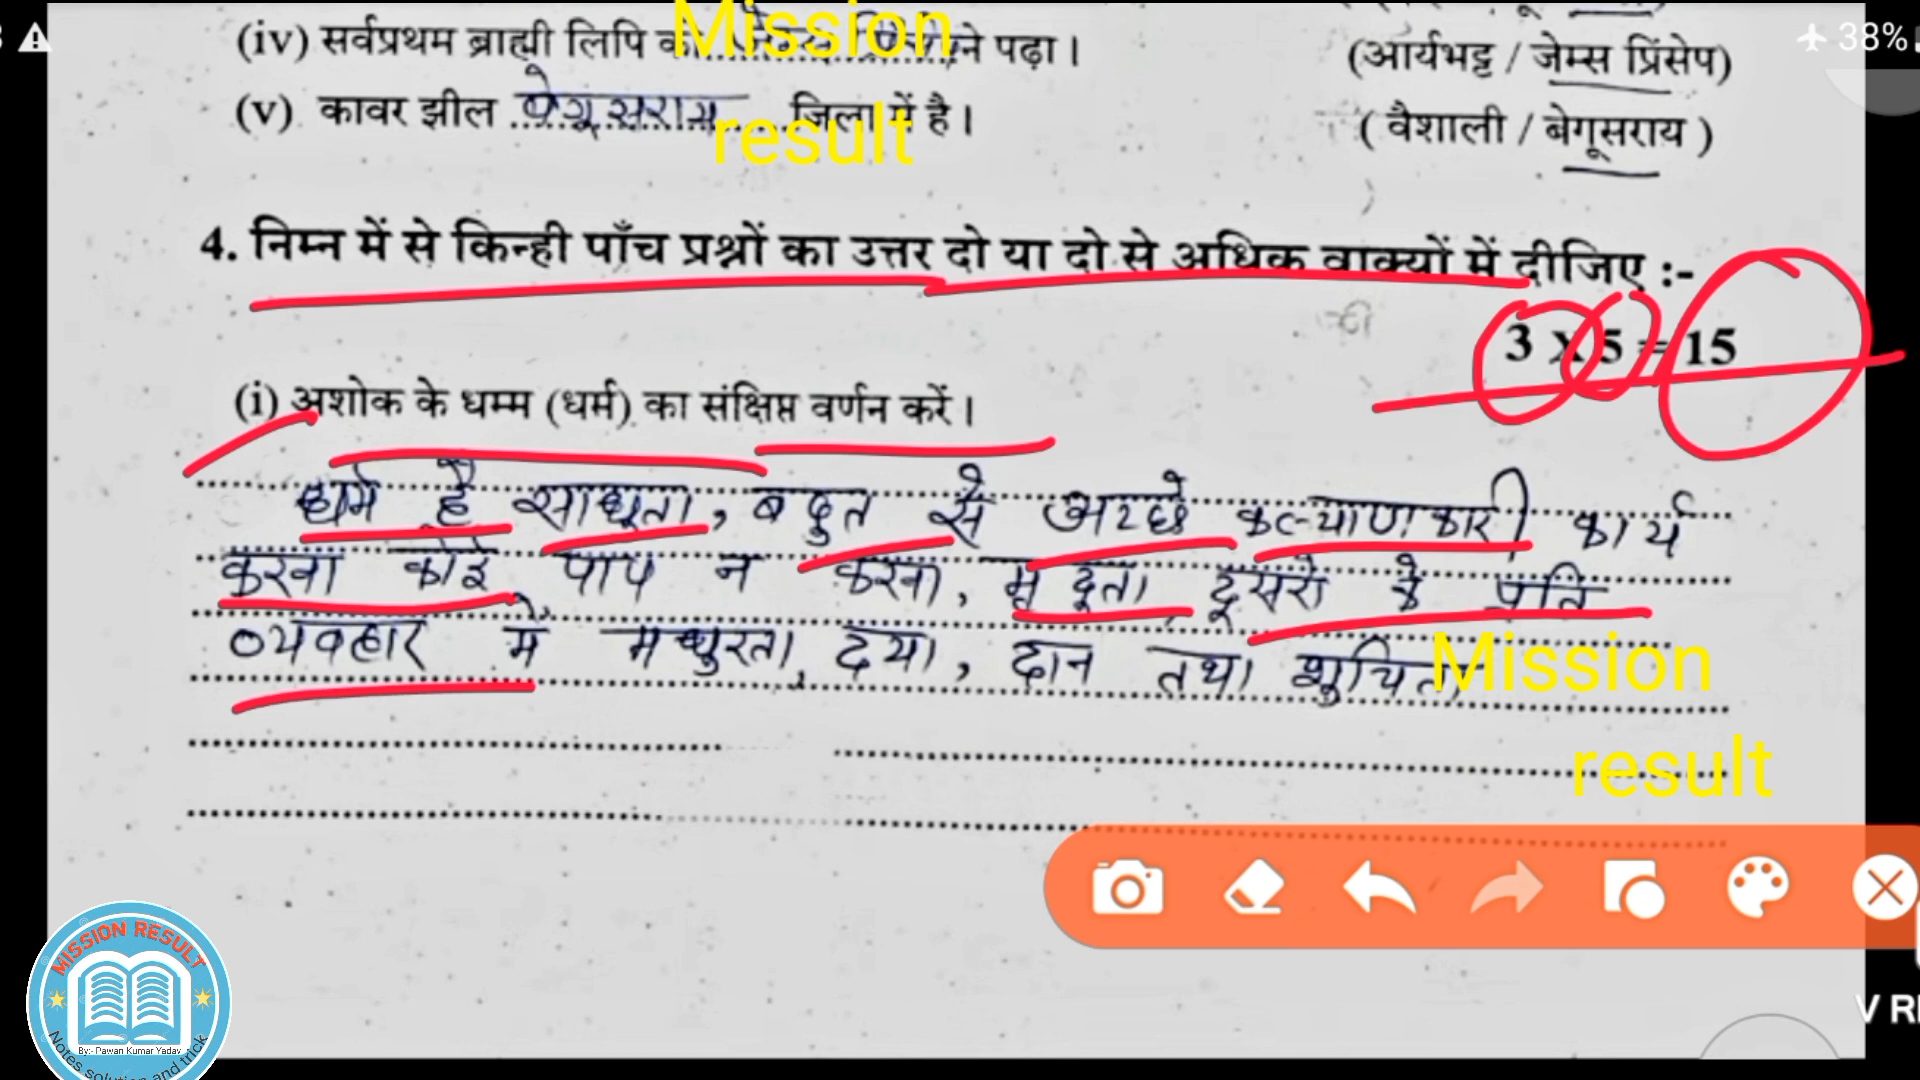 (iv) सर्वप्रथम ब्राह्मी लिपि को जेम्स प्रिंसेप ने पढ़ा। (आर्यभट्ट / जेम्स प्रिंसेप)
(v) कावर झील बेगूसराय जिला में है। ( वैशाली / बेगूसराय )
Mission
result
38%
4. निम्न में से किन्ही पाँच प्रश्नों का उत्तर दो या दो से अधिक वाक्यों में दीजिए :-
3 X 5 = 15
(i) अशोक के धम्म (धर्म) का संक्षिप्त वर्णन करें।
धर्म है साधुता, बहुत से अच्छे कल्याणकारी कार्य
करना कोई पाप न करना, मृदुता, दूसरो के प्रति
व्यवहार मे मधुरता, दया, दान तथा शुचिता
Mission
result
MISSION RESULT
By:- Pawan Kumar Yadav
Notes solution and trick